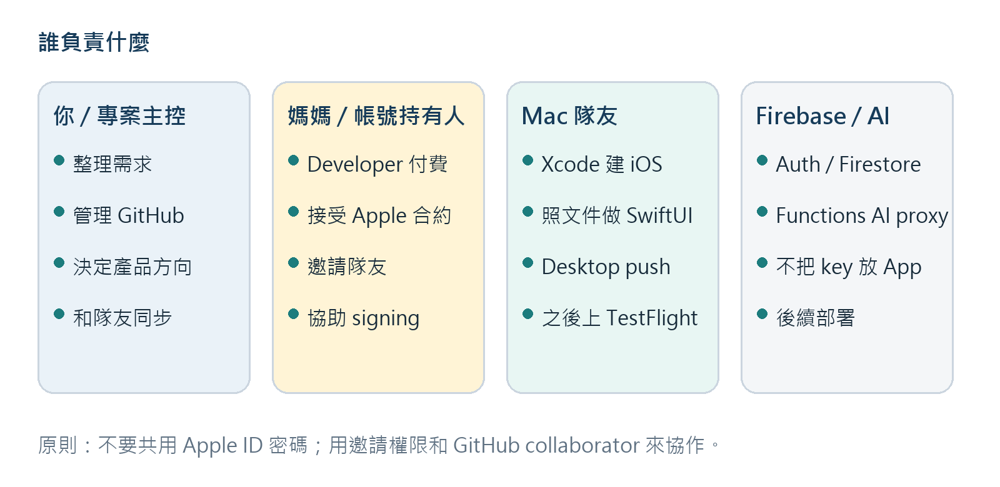 誰負責什麼
你 / 專案主控
整理需求
管理 GitHub
決定產品方向
和隊友同步
媽媽 / 帳號持有人
Developer 付費
接受 Apple 合約
邀請隊友
協助 signing
Mac 隊友
Xcode 建 iOS
照文件做 SwiftUI
Desktop push
之後上 TestFlight
Firebase / AI
Auth / Firestore
Functions AI proxy
不把 key 放 App
後續部署
原則：不要共用 Apple ID 密碼；用邀請權限和 GitHub collaborator 來協作。